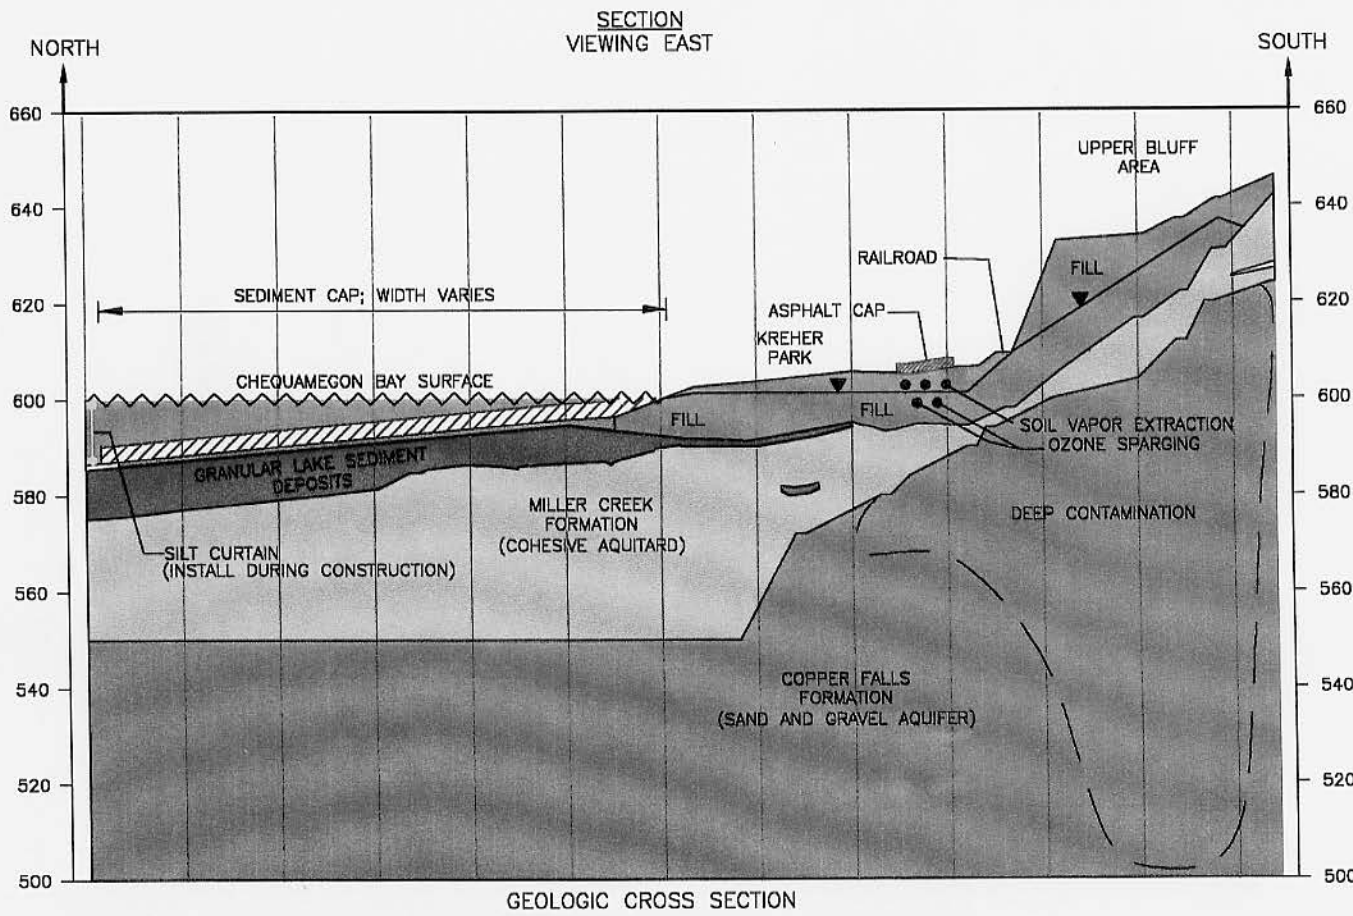 SECTION
VIEWING EAST
NORTH
SOUTH
660
660
UPPER BLUFF
AREA
640
640
RAILROAD
FILL
SEDIMENT CAP; WIDTH VARIES
620
620
ASPHALT CAP
KREHER
PARK
CHEQUAMEGON BAY SURFACE
600
600
FILL
FILL
SOIL VAPOR EXTRACTION
OZONE SPARGING
GRANULAR LAKE SEDIMENT
DEPOSITS
580
580
MILLER CREEK
FORMATION
(COHESIVE AQUITARD)
DEEP CONTAMINATION
SILT CURTAIN
(INSTALL DURING CONSTRUCTION)
560
560
540
540
COPPER FALLS
FORMATION
(SAND AND GRAVEL AQUIFER)
520
520
500
500
GEOLOGIC CROSS SECTION